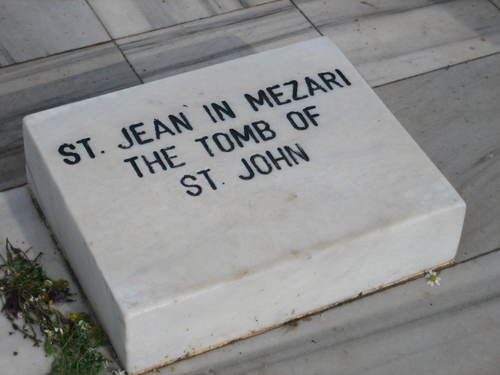 ST. JEAN IN MEZARI
THE TOMB OF
ST. JOHN